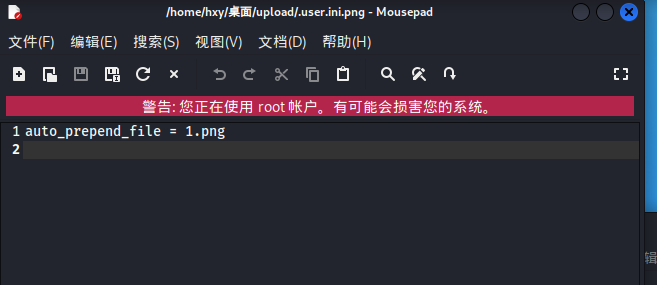 /home/hxy/桌面/upload/.user.ini.png - Mousepad
文件(F) 编辑(E) 搜索(S) 视图(V) 文档(D) 帮助(H)
警告: 您正在使用 root 帐户。有可能会损害您的系统。
1 auto_prepend_file = 1.png
2
辑